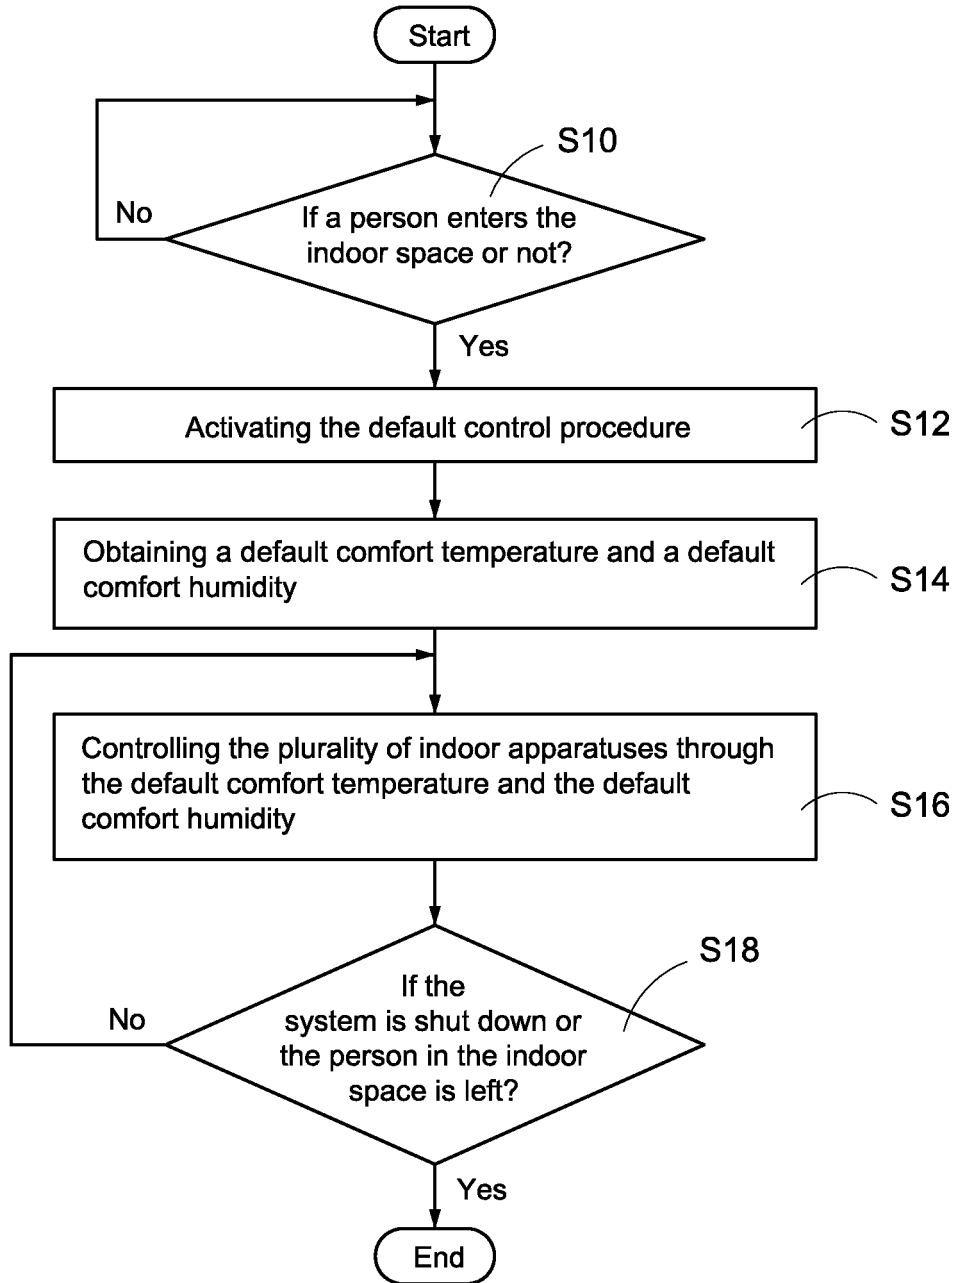 Start
S10
No
If a person enters the
indoor space or not?
Yes
Activating the default control procedure
S12
Obtaining a default comfort temperature and a default
comfort humidity
S14
Controlling the plurality of indoor apparatuses through
the default comfort temperature and the default
comfort humidity
S16
S18
No
If the
system is shut down or
the person in the indoor
space is left?
Yes
End